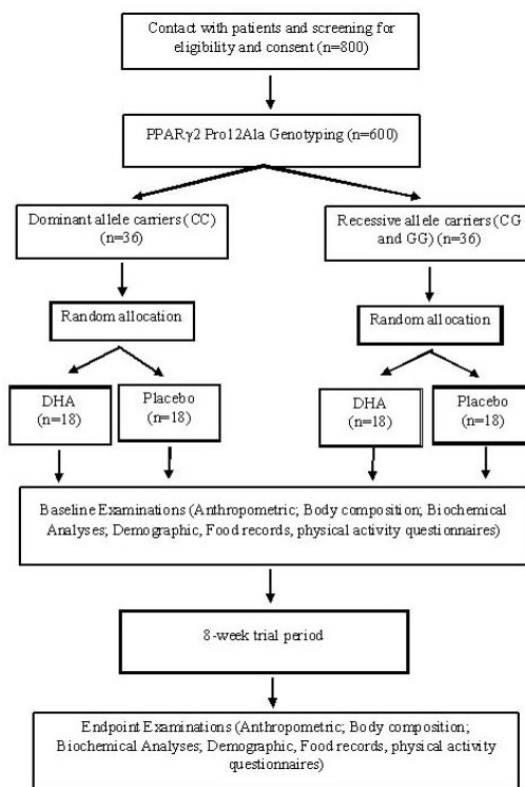 Contact with patients and screening for
eligibility and consent (n=800)
PPARγ2 Pro12Ala Genotyping (n=600)
Dominant allele carriers (CC)
(n=36)
Recessive allele carriers (CG
and GG) (n=36)
Random allocation
Random allocation
DHA
(n=18)
Placebo
(n=18)
DHA
(n=18)
Placebo
(n=18)
Baseline Examinations (Anthropometric; Body composition; Biochemical
Analyses; Demographic, Food records, physical activity questionnaires)
8-week trial period
Endpoint Examinations (Anthropometric; Body composition;
Biochemical Analyses; Demographic, Food records, physical activity
questionnaires)